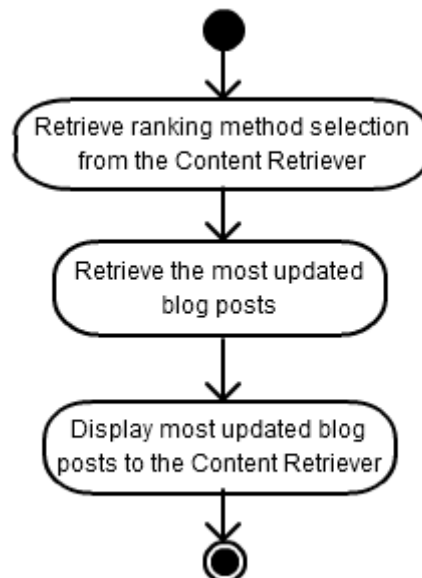 Retrieve ranking method selection
from the Content Retriever
Retrieve the most updated
blog posts
Display most updated blog
posts to the Content Retriever